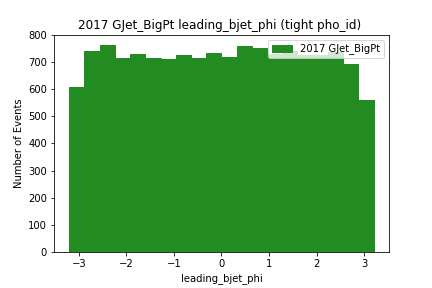 2017 GJet_BigPt leading_bjet_phi (tight pho_id)
2017 GJet_BigPt
Number of Events
800
700
600
500
400
300
200
100
0
−3 −2 −1 0 1 2 3
leading_bjet_phi